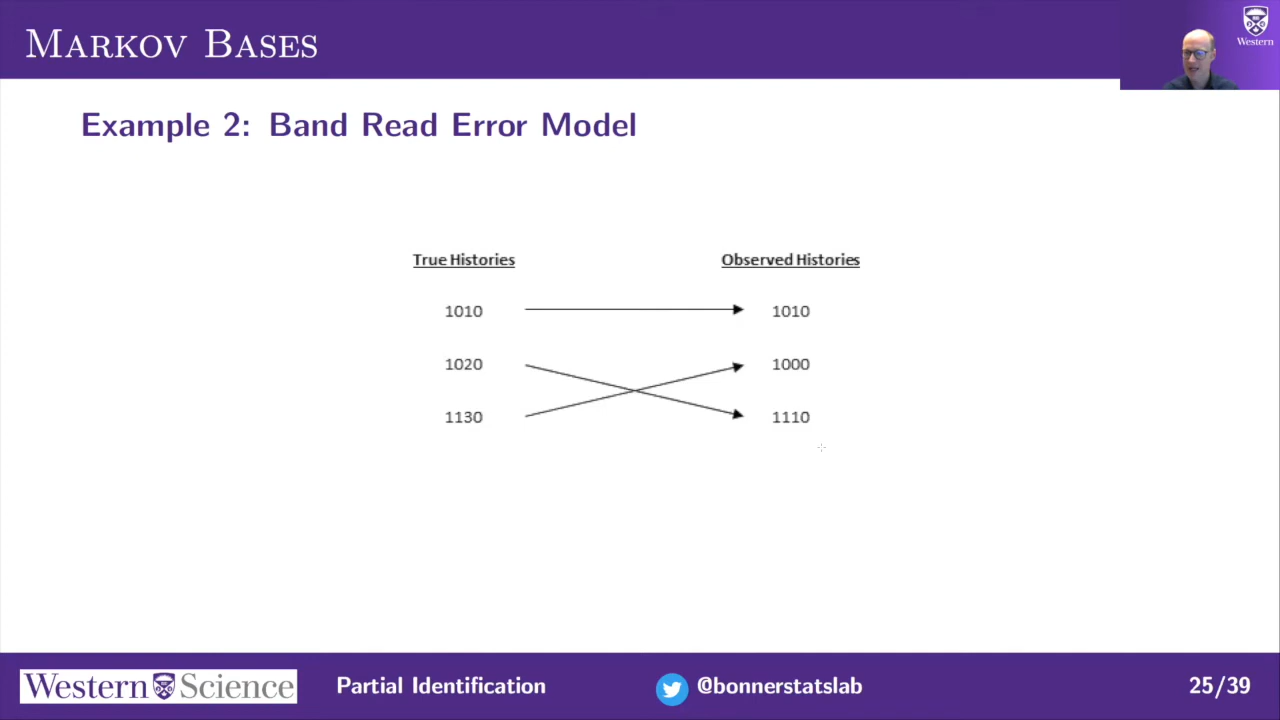 MARKOV BASES
Western
Example 2: Band Read Error Model
True Histories
Observed Histories
1010
1010
1020
1000
1130
1110
Western Science
Partial Identification
@bonnerstatslab
25/39